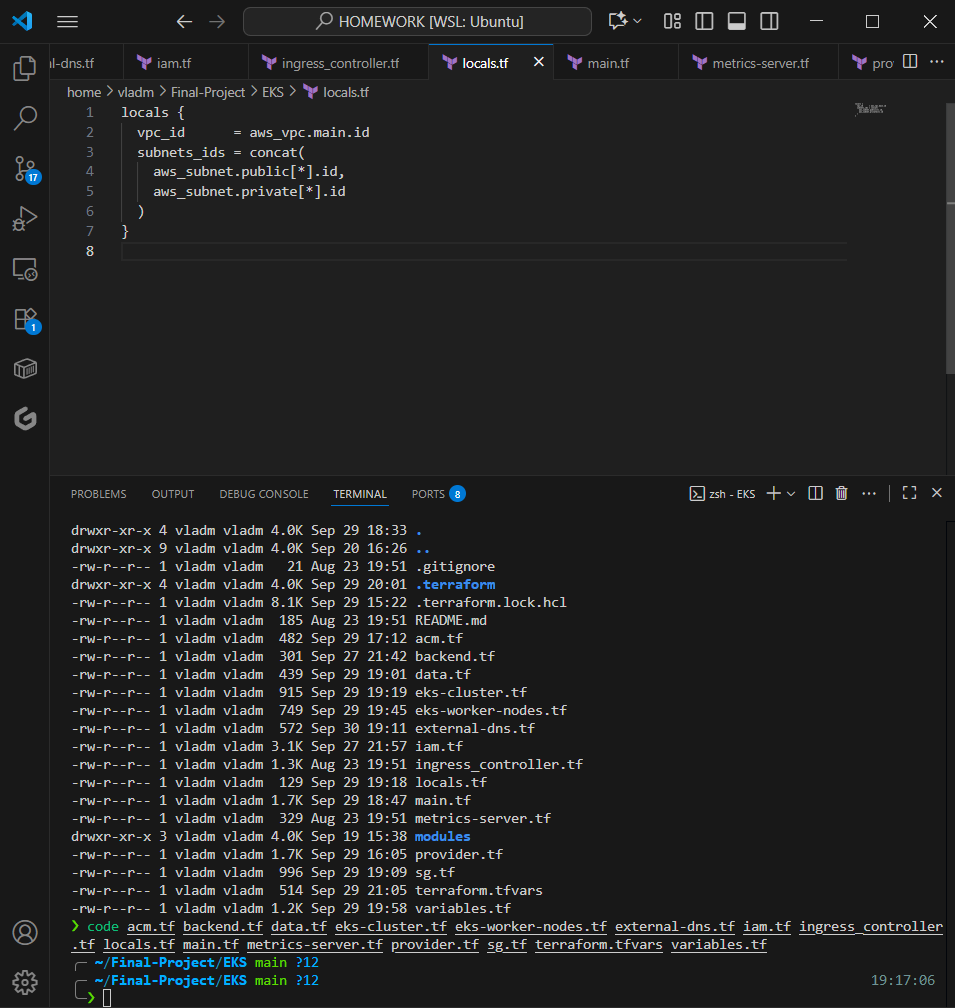 HOMEWORK [WSL: Ubuntu]
l-dns.tf iam.tf ingress_controller.tf locals.tf main.tf metrics-server.tf pro
home > vladm > Final-Project > EKS > locals.tf
1 locals {
2   vpc_id      = aws_vpc.main.id
3   subnets_ids = concat(
4     aws_subnet.public[*].id,
5     aws_subnet.private[*].id
6   )
7 }
8
17
1
PROBLEMS OUTPUT DEBUG CONSOLE TERMINAL PORTS 8 zsh - EKS
drwxr-xr-x 4 vladm vladm 4.0K Sep 29 18:33 .
drwxr-xr-x 9 vladm vladm 4.0K Sep 20 16:26 ..
-rw-r--r-- 1 vladm vladm   21 Aug 23 19:51 .gitignore
drwxr-xr-x 4 vladm vladm 4.0K Sep 29 20:01 .terraform
-rw-r--r-- 1 vladm vladm 8.1K Sep 29 15:22 .terraform.lock.hcl
-rw-r--r-- 1 vladm vladm  185 Aug 23 19:51 README.md
-rw-r--r-- 1 vladm vladm  482 Sep 29 17:12 acm.tf
-rw-r--r-- 1 vladm vladm  301 Sep 27 21:42 backend.tf
-rw-r--r-- 1 vladm vladm  439 Sep 29 19:01 data.tf
-rw-r--r-- 1 vladm vladm  915 Sep 29 19:19 eks-cluster.tf
-rw-r--r-- 1 vladm vladm  749 Sep 29 19:45 eks-worker-nodes.tf
-rw-r--r-- 1 vladm vladm  572 Sep 30 19:11 external-dns.tf
-rw-r--r-- 1 vladm vladm 3.1K Sep 27 21:57 iam.tf
-rw-r--r-- 1 vladm vladm 1.3K Aug 23 19:51 ingress_controller.tf
-rw-r--r-- 1 vladm vladm  129 Sep 29 19:18 locals.tf
-rw-r--r-- 1 vladm vladm 1.7K Sep 29 18:47 main.tf
-rw-r--r-- 1 vladm vladm  329 Aug 23 19:51 metrics-server.tf
drwxr-xr-x 3 vladm vladm 4.0K Sep 19 15:38 modules
-rw-r--r-- 1 vladm vladm 1.7K Sep 29 16:05 provider.tf
-rw-r--r-- 1 vladm vladm  996 Sep 29 19:09 sg.tf
-rw-r--r-- 1 vladm vladm  514 Sep 29 21:05 terraform.tfvars
-rw-r--r-- 1 vladm vladm 1.2K Sep 29 19:58 variables.tf
❯ code acm.tf backend.tf data.tf eks-cluster.tf eks-worker-nodes.tf external-dns.tf iam.tf ingress_controller
.tf locals.tf main.tf metrics-server.tf provider.tf sg.tf terraform.tfvars variables.tf
~/Final-Project/EKS main ?12
~/Final-Project/EKS main ?12 19:17:06
❯